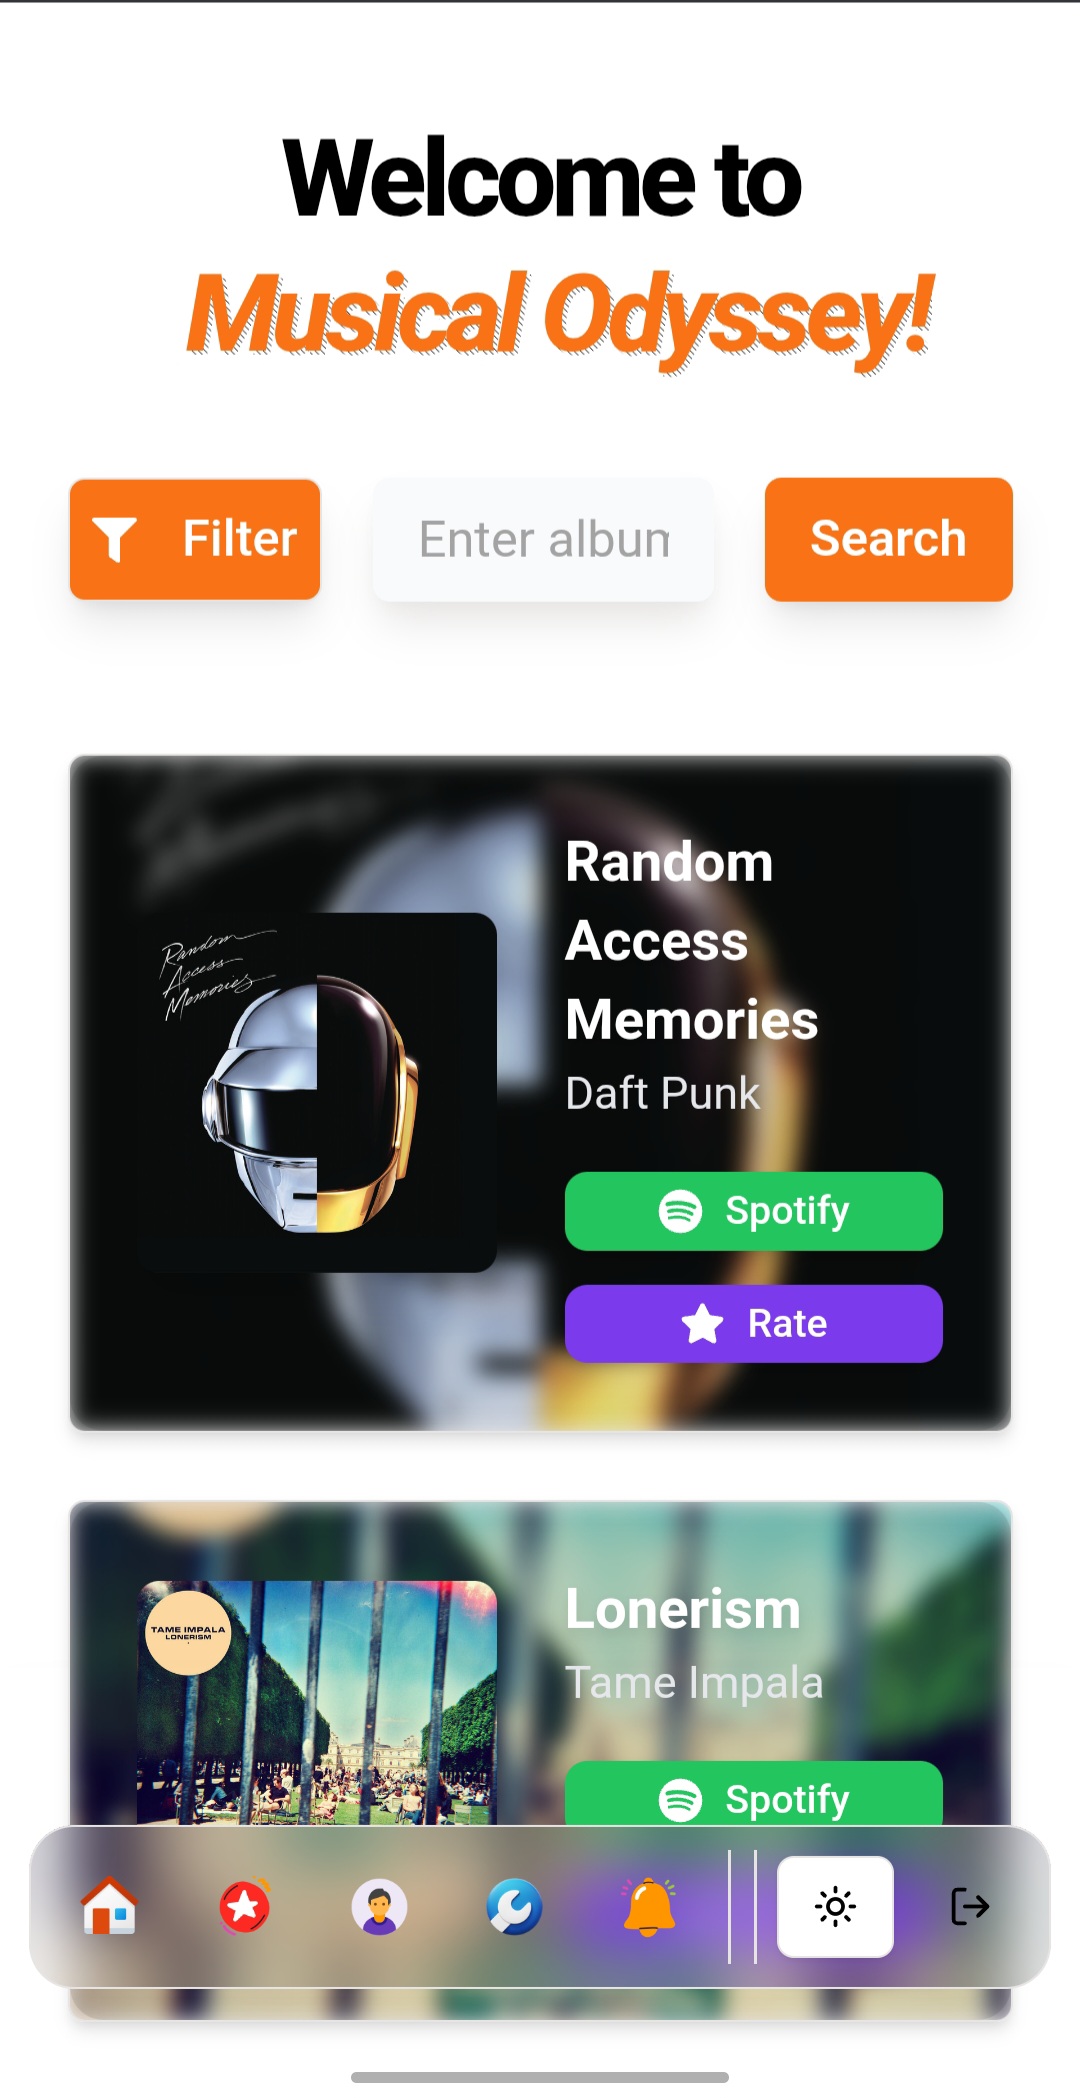 Welcome to
Musical Odyssey!
Filter
Enter album
Search
Random
Access
Memories
Random
Access
Memories
Daft Punk
Spotify
Rate
TAME IMPALA
LONERISM
Lonerism
Tame Impala
Spotify